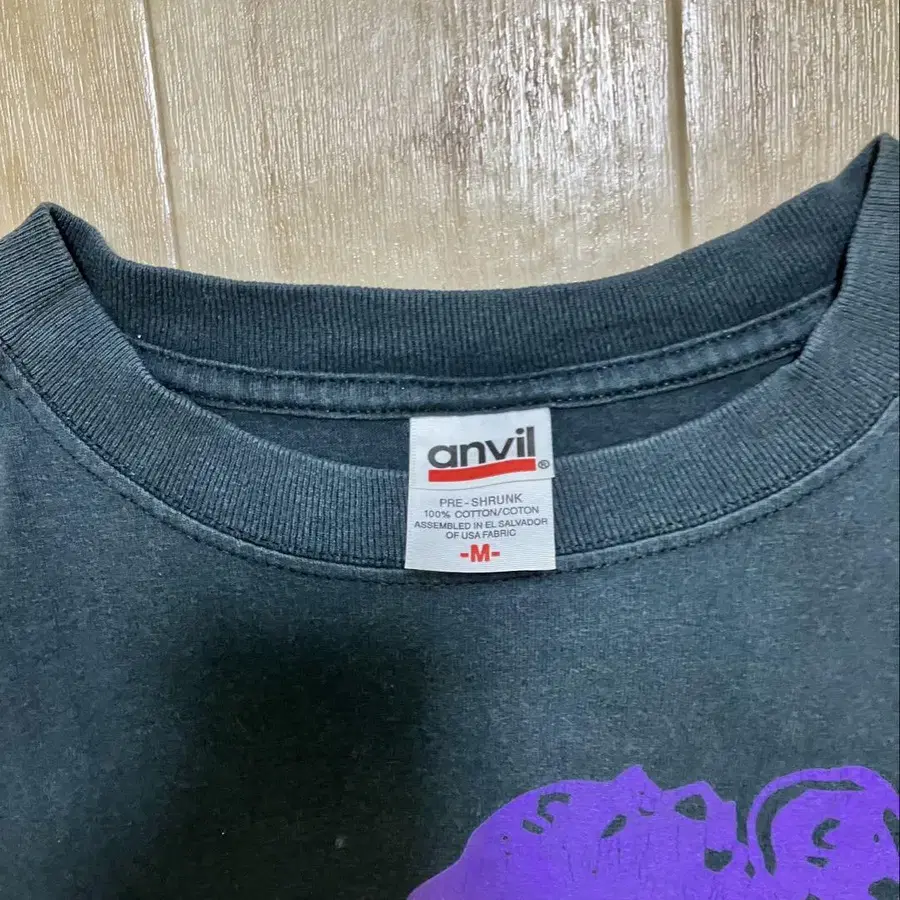 anvil®
PRE-SHRUNK
100% COTTON/COTON
ASSEMBLED IN EL SALVADOR
OF USA FABRIC
-M-